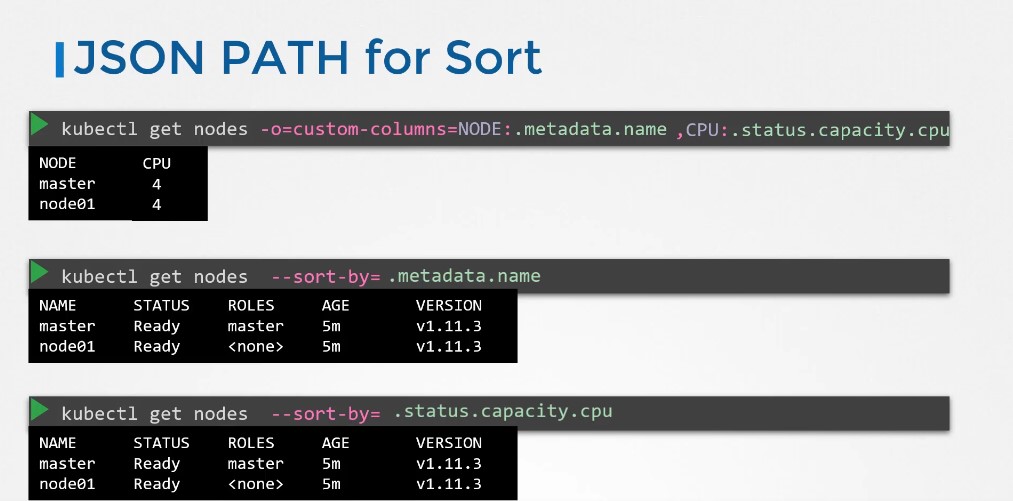 JSON PATH for Sort
kubectl get nodes -o=custom-columns=NODE:.metadata.name ,CPU:.status.capacity.cpu
NODE CPU
master 4
node01 4
kubectl get nodes --sort-by= .metadata.name
NAME STATUS ROLES AGE VERSION
master Ready master 5m v1.11.3
node01 Ready <none> 5m v1.11.3
kubectl get nodes --sort-by= .status.capacity.cpu
NAME STATUS ROLES AGE VERSION
master Ready master 5m v1.11.3
node01 Ready <none> 5m v1.11.3